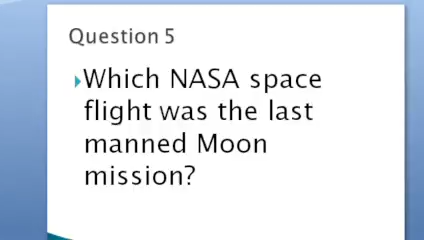 Question 5
Which NASA space
flight was the last
manned Moon
mission?